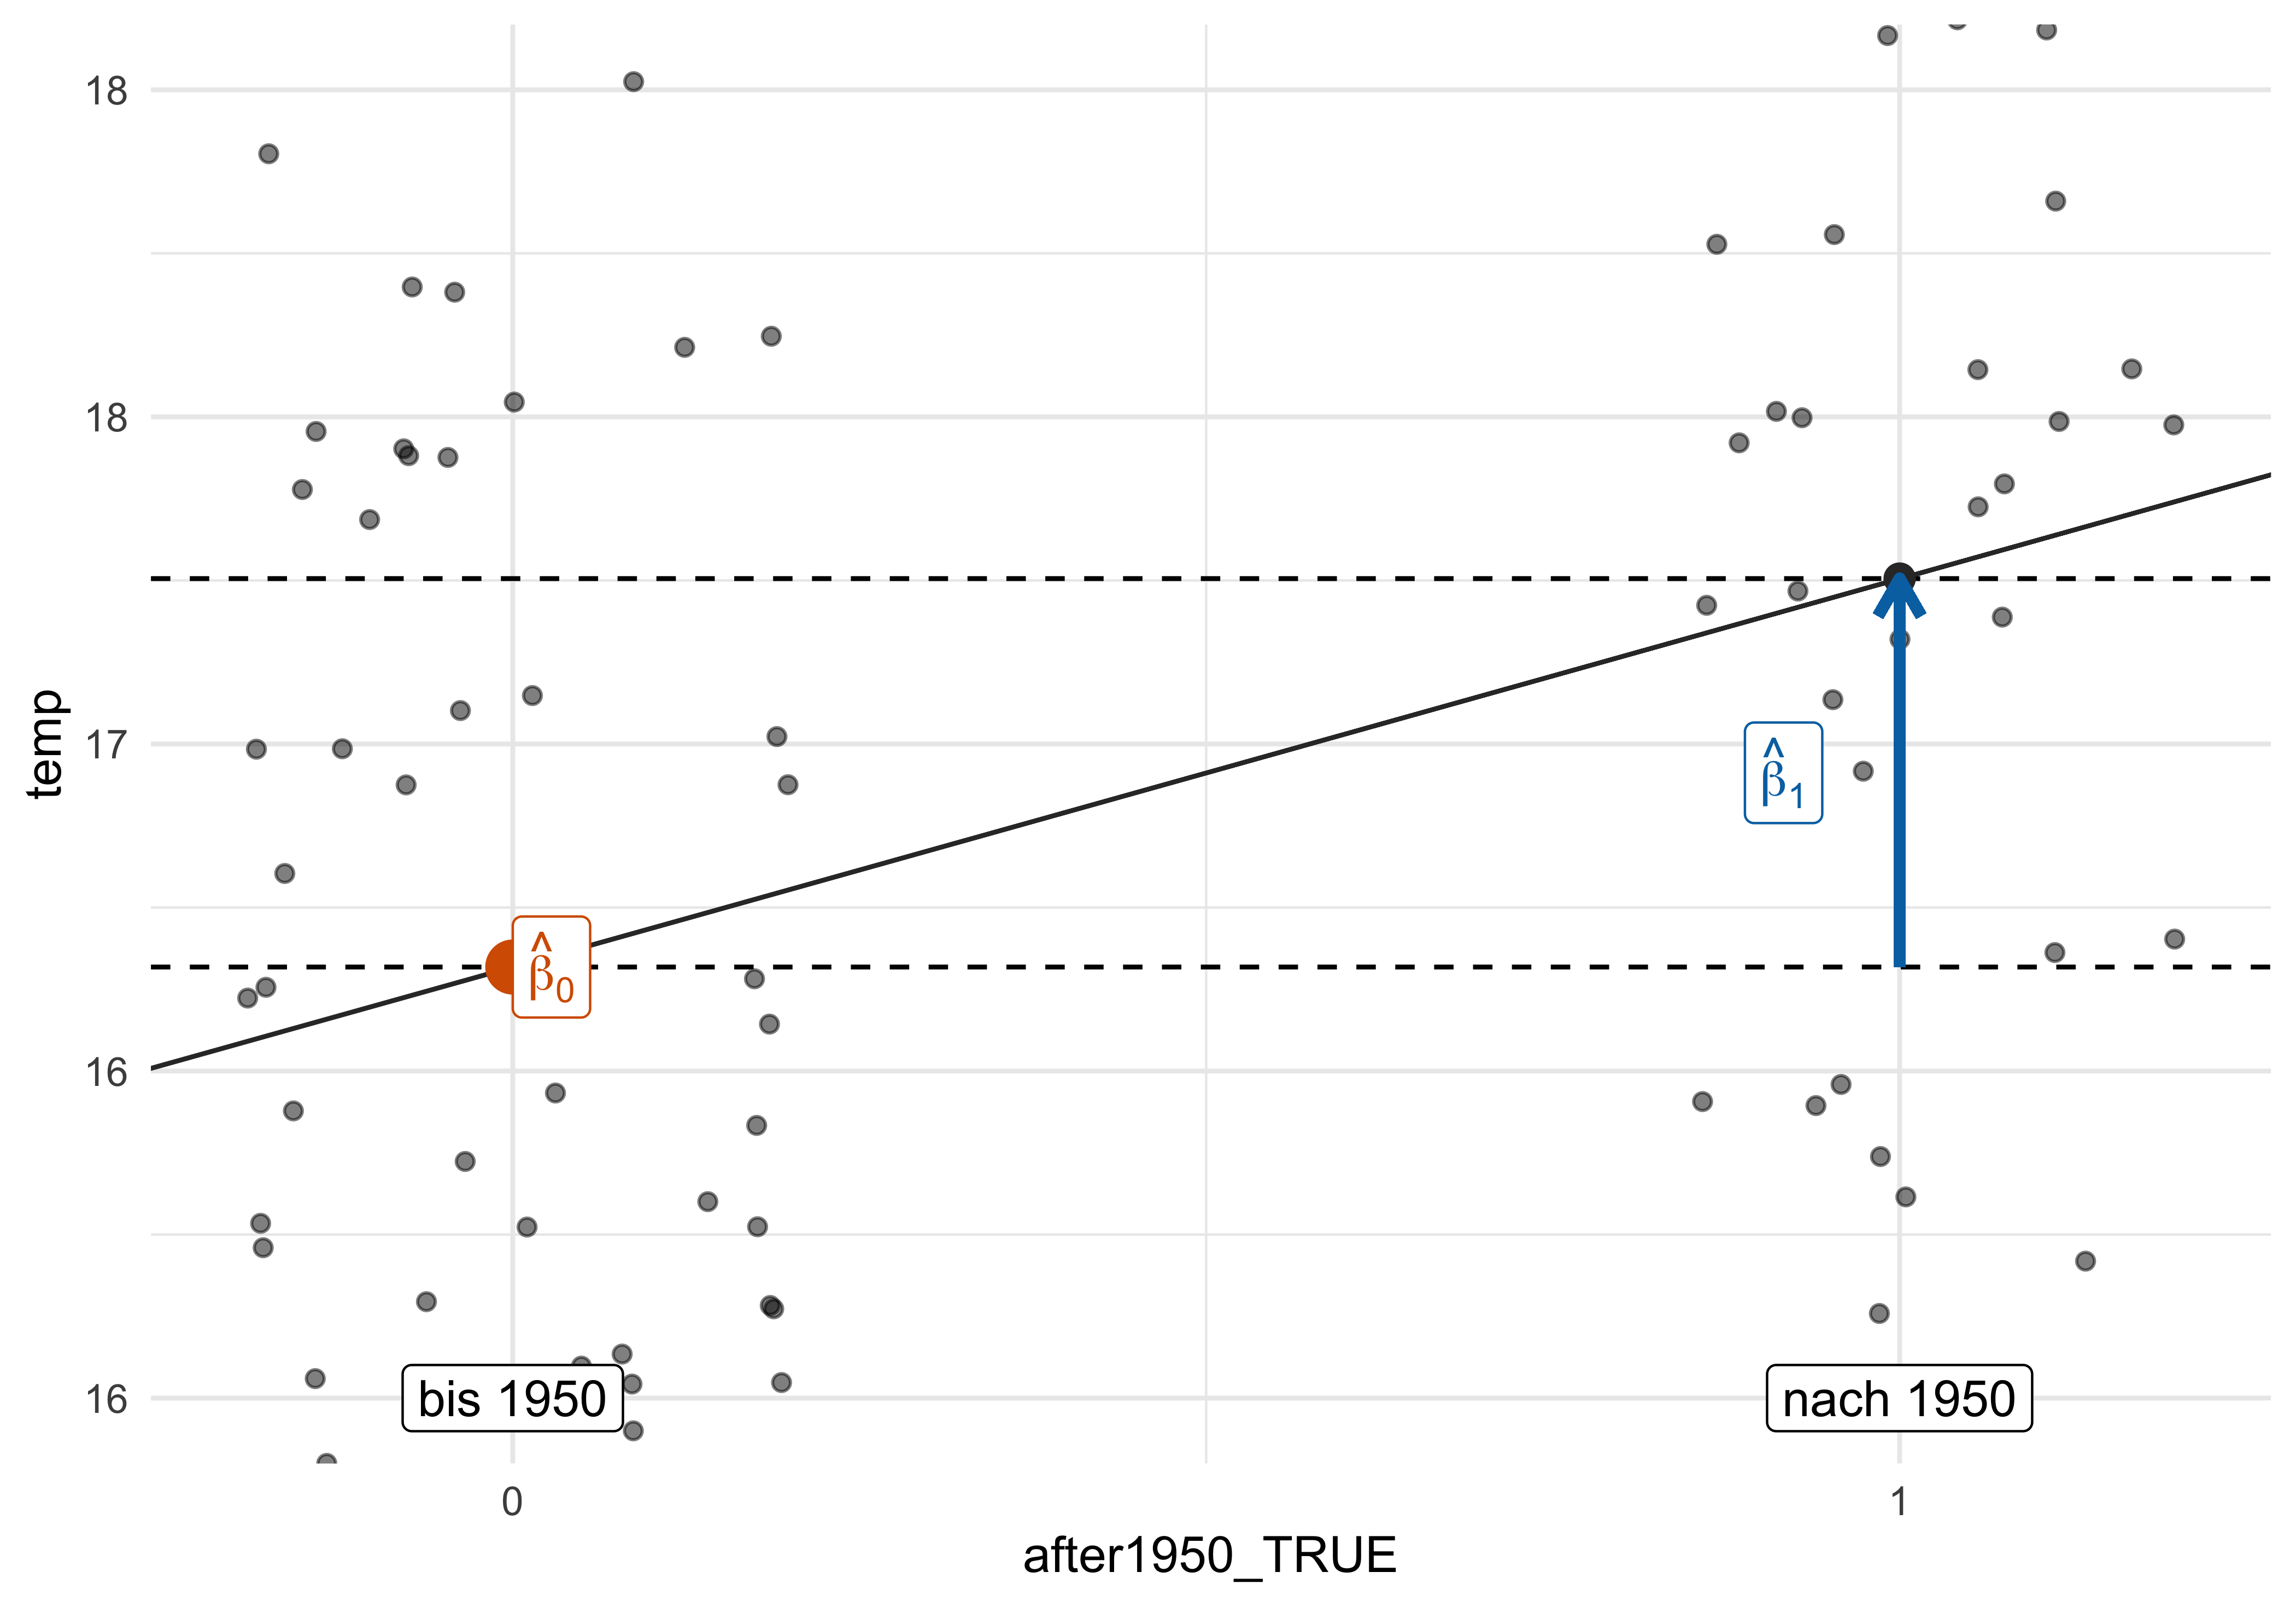 18
18
temp
17
β̂1
β̂0
16
16
bis 1950
nach 1950
0
1
after1950_TRUE